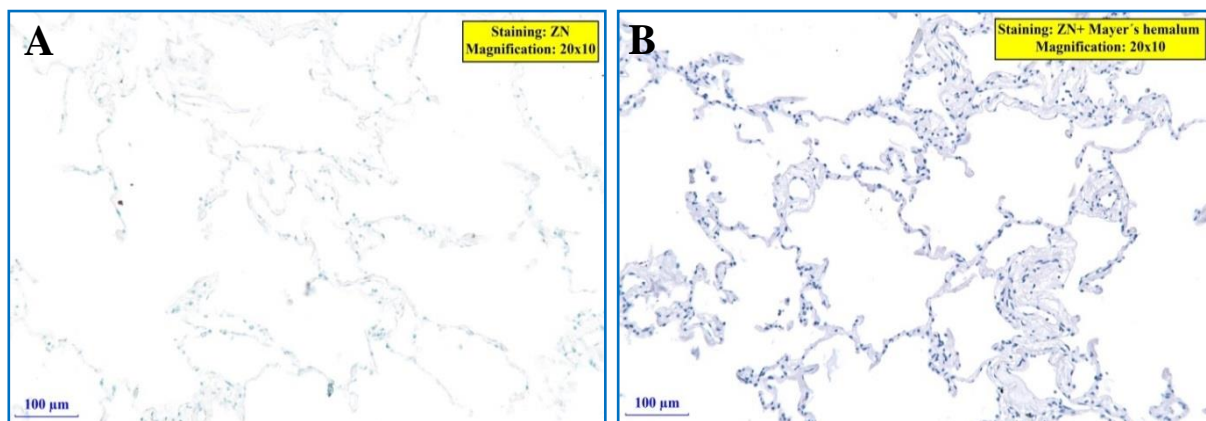 A
Staining: ZN
Magnification: 20x10
100 µm
B
Staining: ZN+ Mayer´s hemalum
Magnification: 20x10
100 µm